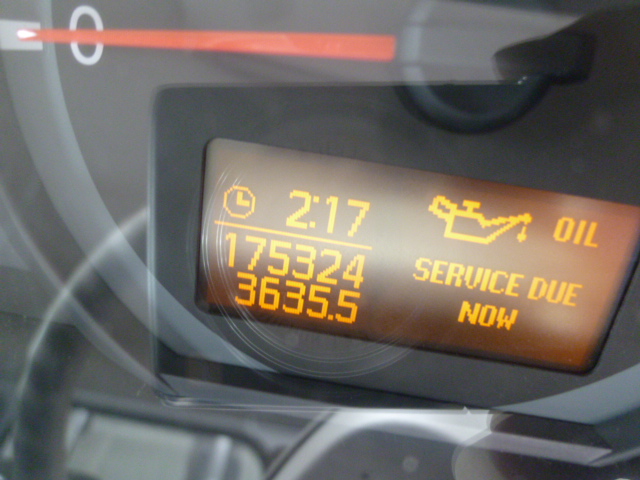 0
2:17
175324
3635.5
OIL
SERVICE DUE
NOW